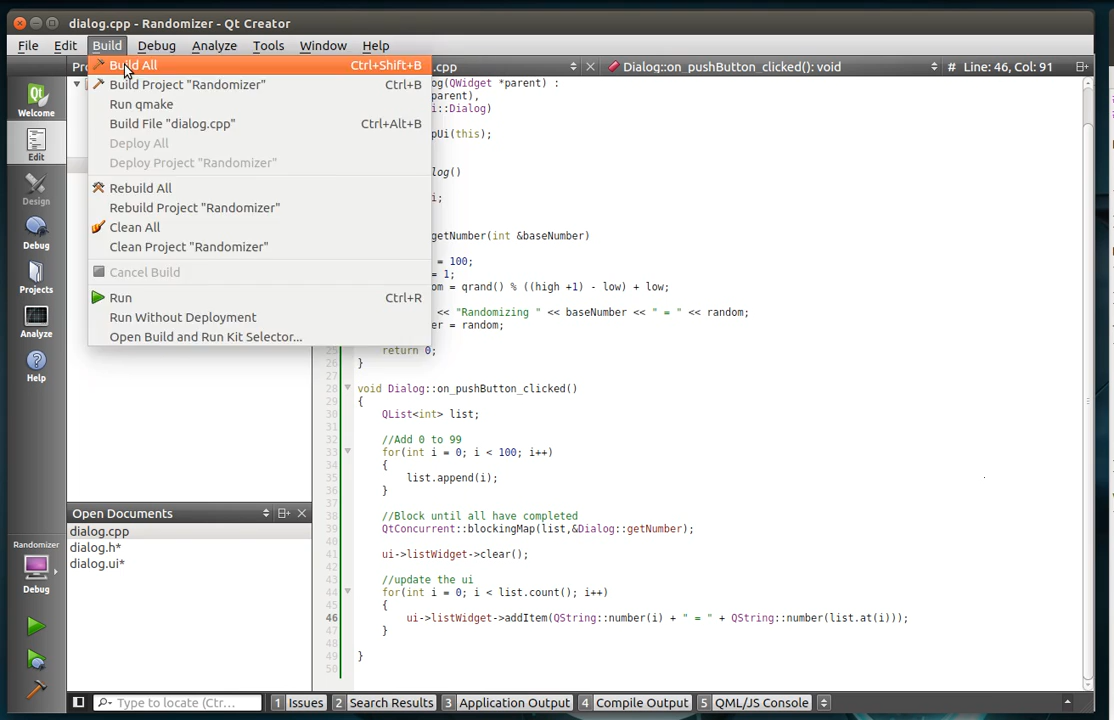 dialog.cpp - Randomizer - Qt Creator
File Edit Build Debug Analyze Tools Window Help
Build All Ctrl+Shift+B
Build Project "Randomizer" Ctrl+B
Run qmake
Build File "dialog.cpp" Ctrl+Alt+B
Deploy All
Deploy Project "Randomizer"
Rebuild All
Rebuild Project "Randomizer"
Clean All
Clean Project "Randomizer"
Cancel Build
Run Ctrl+R
Run Without Deployment
Open Build and Run Kit Selector...
Pro
.cpp Dialog::on_pushButton_clicked(): void # Line: 46, Col: 91
Welcome
Edit
Design
Debug
Projects
Analyze
Help
og(QWidget *parent) :
parent),
i::Dialog)
pUi(this);
log()
i;
getNumber(int &baseNumber)
= 100;
= 1;
om = qrand() % ((high +1) - low) + low;
<< "Randomizing " << baseNumber << " = " << random;
er = random;
25 return 0;
26 }
27
28 void Dialog::on_pushButton_clicked()
29 {
30 QList<int> list;
31
32 //Add 0 to 99
33 for(int i = 0; i < 100; i++)
34 {
35 list.append(i);
36 }
37
38 //Block until all have completed
39 QtConcurrent::blockingMap(list,&Dialog::getNumber);
40
41 ui->listWidget->clear();
42
43 //update the ui
44 for(int i = 0; i < list.count(); i++)
45 {
46 ui->listWidget->addItem(QString::number(i) + " = " + QString::number(list.at(i)));
47 }
48
49 }
50
Open Documents
dialog.cpp
dialog.h*
dialog.ui*
Randomizer
Debug
Type to locate (Ctr... 1 Issues 2 Search Results 3 Application Output 4 Compile Output 5 QML/JS Console